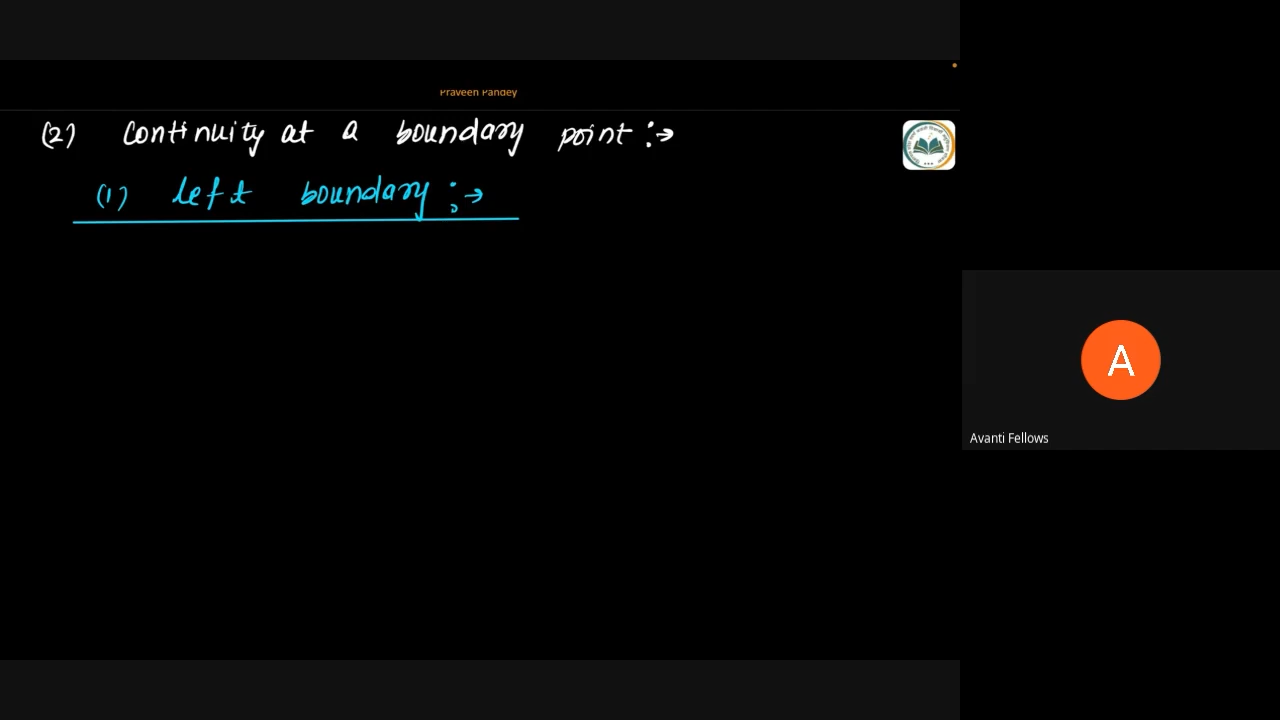 Praveen Pandey
(2) Continuity at a boundary point :→
(1) left boundary :→
A
Avanti Fellows